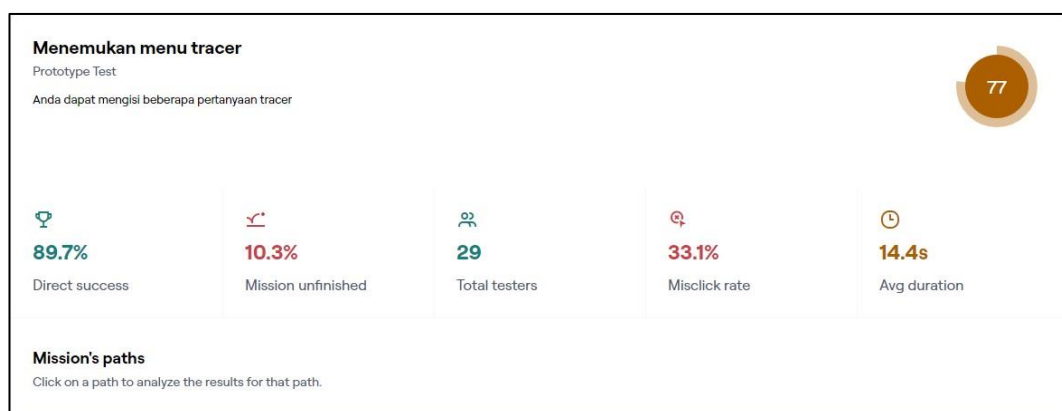 Menemukan menu tracer
Prototype Test
Anda dapat mengisi beberapa pertanyaan tracer
77
89.7%
Direct success
10.3%
Mission unfinished
29
Total testers
33.1%
Misclick rate
14.4s
Avg duration
Mission's paths
Click on a path to analyze the results for that path.